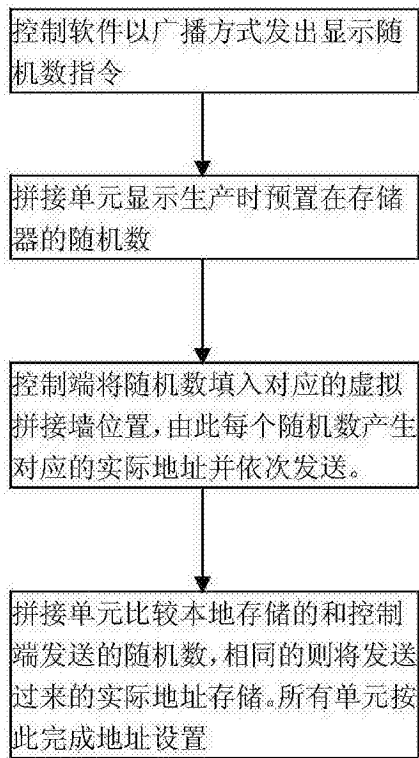 控制软件以广播方式发出显示随
机数指令
拼接单元显示生产时预置在存储
器的随机数
控制端将随机数填入对应的虚拟
拼接墙位置,由此每个随机数产生
对应的实际地址并依次发送。
拼接单元比较本地存储的和控制
端发送的随机数,相同的则将发送
过来的实际地址存储。所有单元按
此完成地址设置